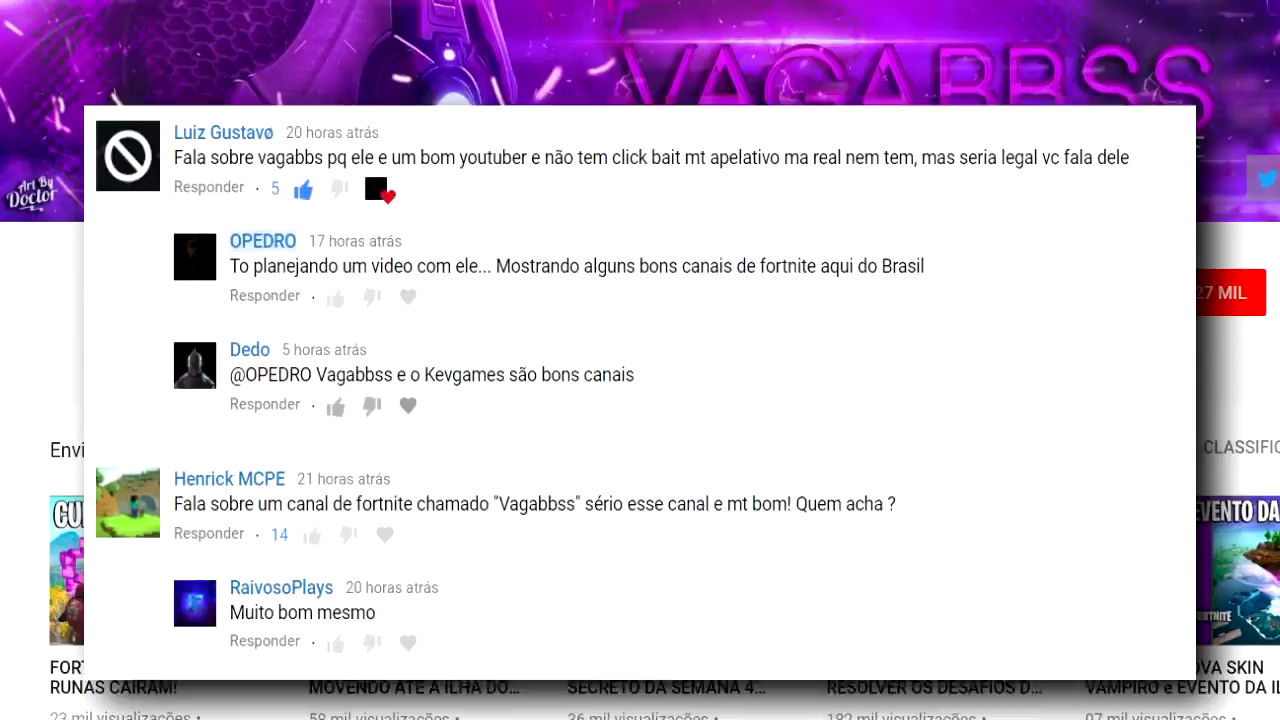 VAGABBSS
Art By
Doctor
Luiz Gustavø 20 horas atrás
Fala sobre vagabbs pq ele e um bom youtuber e não tem click bait mt apelativo ma real nem tem, mas seria legal vc fala dele
Responder · 5
OPEDRO 17 horas atrás
To planejando um video com ele... Mostrando alguns bons canais de fortnite aqui do Brasil
Responder ·
27 MIL
Dedo 5 horas atrás
@OPEDRO Vagabbss e o Kevgames são bons canais
Responder ·
Envi
CLASSIFIC
Henrick MCPE 21 horas atrás
Fala sobre um canal de fortnite chamado "Vagabbss" sério esse canal e mt bom! Quem acha ?
Responder · 14
EVENTO DA
RaivosoPlays 20 horas atrás
Muito bom mesmo
Responder ·
FOR
RUNAS CAIRAM!
MOVENDO ATÉ A ILHA DO...
SECRETO DA SEMANA 4...
RESOLVER OS DESAFIOS D...
OVA SKIN
VAMPIRO e EVENTO DA IL
23 mil visualizações •
58 mil visualizações •
36 mil visualizações •
182 mil visualizações •
97 mil visualizações •